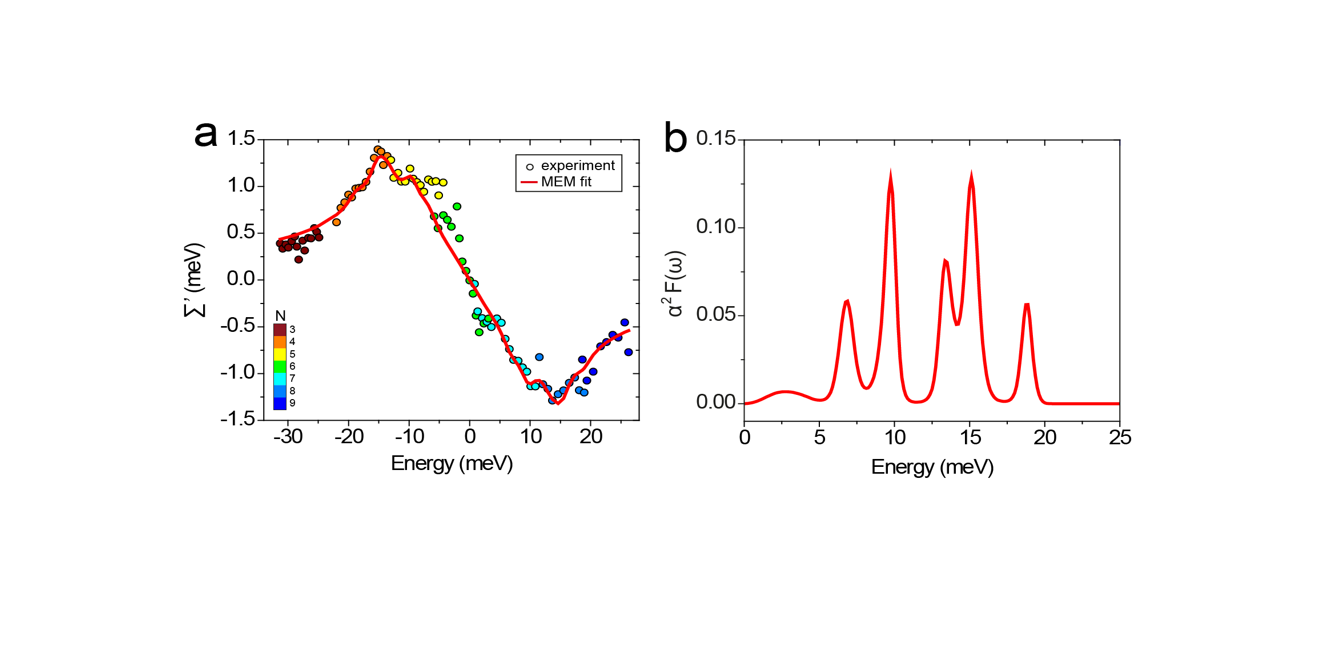 a
1.5
1.0
0.5
0.0
-0.5
-1.0
-1.5
Σ' (meV)
experiment
MEM fit
N
3
4
5
6
7
8
9
-30 -20 -10 0 10 20
Energy (meV)
b
0.15
0.10
0.05
0.00
α² F(ω)
0 5 10 15 20 25
Energy (meV)